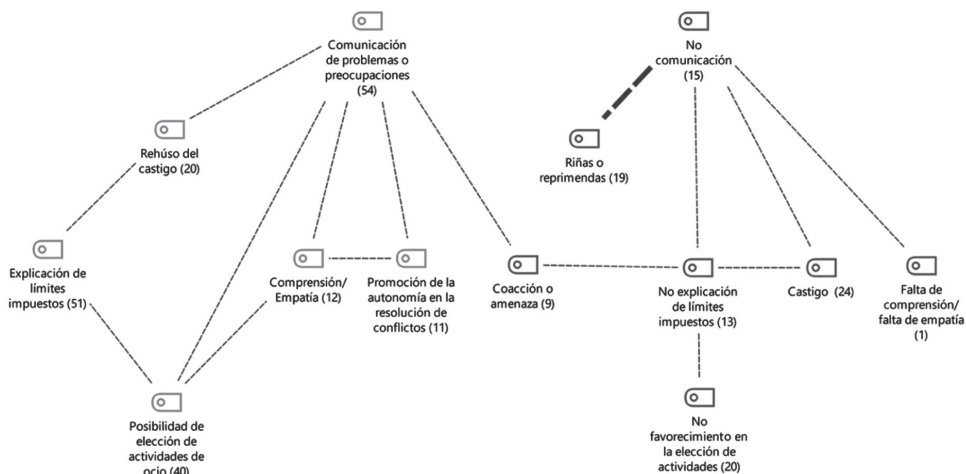 Comunicación
de problemas o
preocupaciones
(54)
No
comunicación
(15)
Rehúso del
castigo (20)
Riñas o
reprimendas (19)
Explicación de
límites
impuestos (51)
Comprensión/
Empatía (12)
Promoción de la
autonomía en la
resolución de
conflictos (11)
Coacción o
amenaza (9)
No explicación
de límites
impuestos (13)
Castigo (24)
Falta de
comprensión/
falta de empatía
(1)
Posibilidad de
elección de
actividades de
ocio (40)
No
favorecimiento en
la elección de
actividades (20)